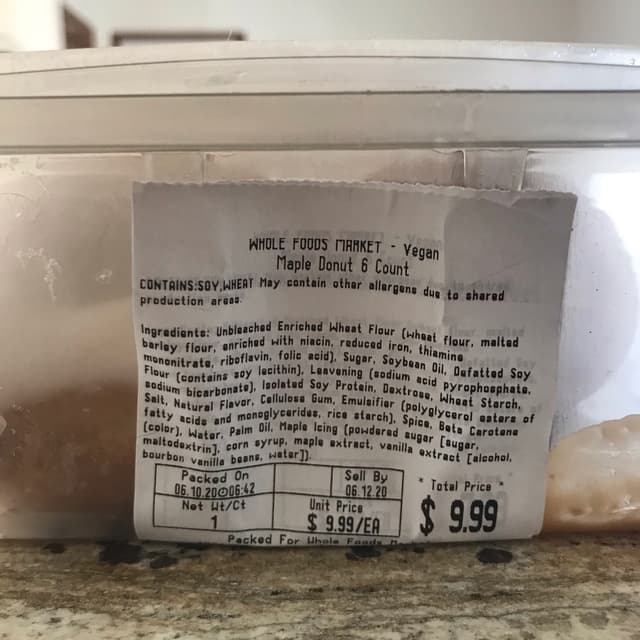 WHOLE FOODS MARKET - Vegan
Maple Donut 6 Count
CONTAINS:SOY,WHEAT May contain other allergens due to shared
production areas
Ingredients: Unbleached Enriched Wheat Flour (wheat flour, malted
barley flour, enriched with niacin, reduced iron, thiamine
mononitrate, riboflavin, folic acid), Sugar, Soybean Oil, Defatted Soy
Flour (contains soy lecithin), Leavening (sodium acid pyrophosphate,
sodium bicarbonate), Isolated Soy Protein, Dextrose, Wheat Starch,
Salt, Natural Flavor, Cellulose Gum, Emulsifier (polyglycerol esters of
fatty acids and monoglycerides, rice starch), Spice, Beta Carotene
(color), Water, Palm Oil, Maple Icing (powdered sugar [sugar,
maltodextrin], corn syrup, maple extract, vanilla extract [alcohol,
bourbon vanilla beans, water]).
Packed On
06.10.20 06:42
Sell By
06.12.20
Net Wt/Ct
1
Unit Price
$ 9.99/EA
* Total Price *
$ 9.99
Packed For Whole Foods M